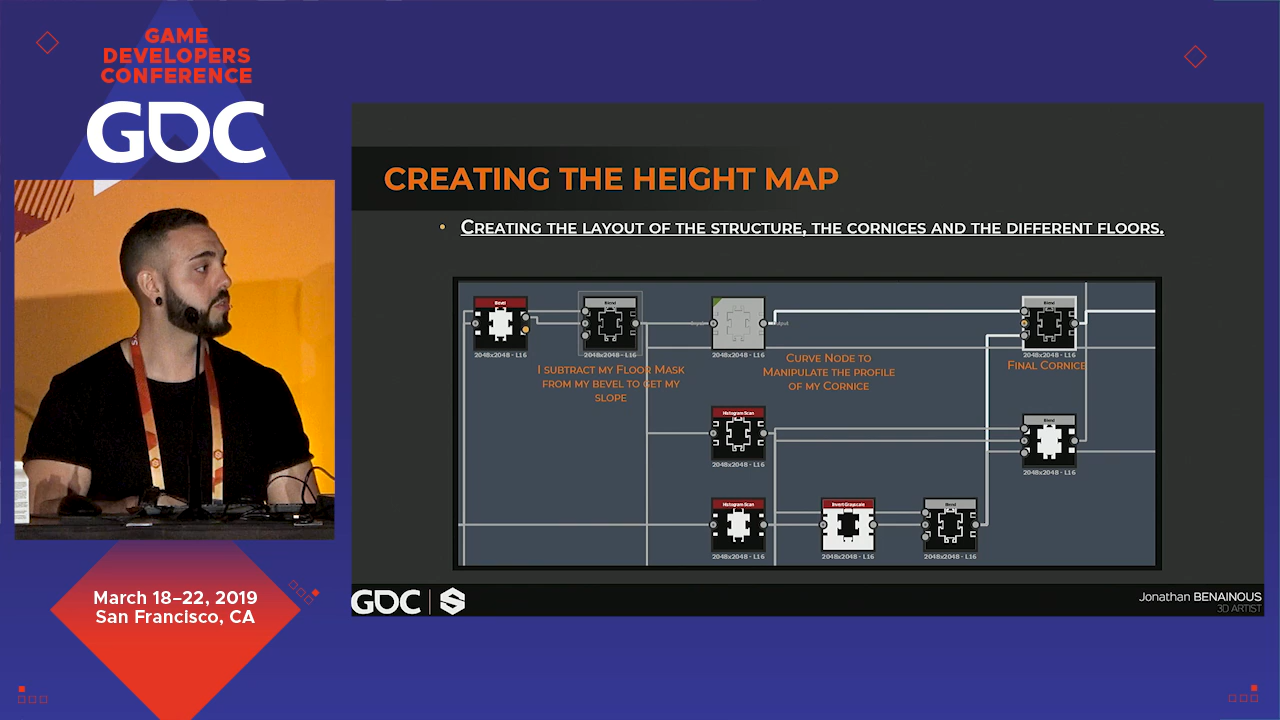 GAME
DEVELOPERS
CONFERENCE
GDC
March 18–22, 2019
San Francisco, CA
CREATING THE HEIGHT MAP
• CREATING THE LAYOUT OF THE STRUCTURE, THE CORNICES AND THE DIFFERENT FLOORS.
Bevel
2048x2048 - L16
Blend
2048x2048 - L16
I SUBTRACT MY FLOOR MASK
FROM MY BEVEL TO GET MY
SLOPE
2048x2048 - L16
CURVE NODE TO
MANIPULATE THE PROFILE
OF MY CORNICE
Blend
2048x2048 - L16
FINAL CORNICE
Histogram Scan
2048x2048 - L16
Blend
2048x2048 - L16
Histogram Scan
2048x2048 - L16
Invert Grayscale
2048x2048 - L16
Blend
2048x2048 - L16
GDC
Jonathan BENAINOUS
3D ARTIST